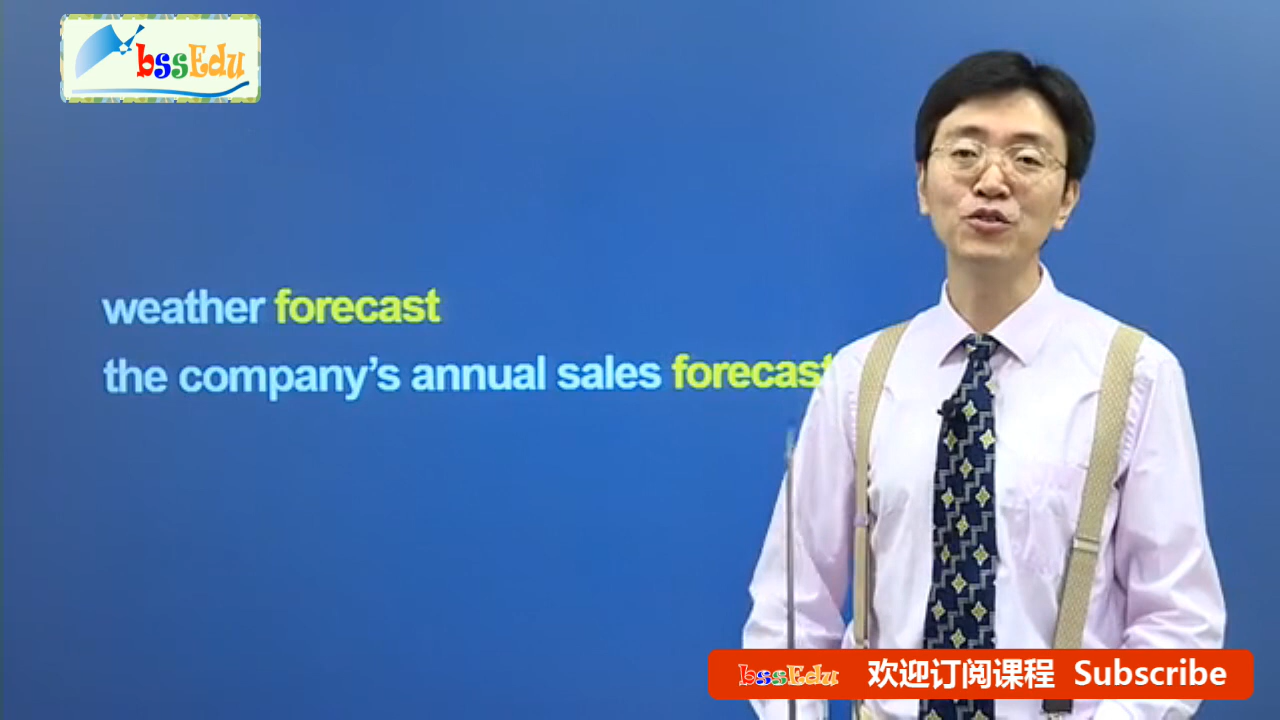 bssEdu
weather forecast
the company's annual sales forecast
bssEdu 欢迎订阅课程 Subscribe